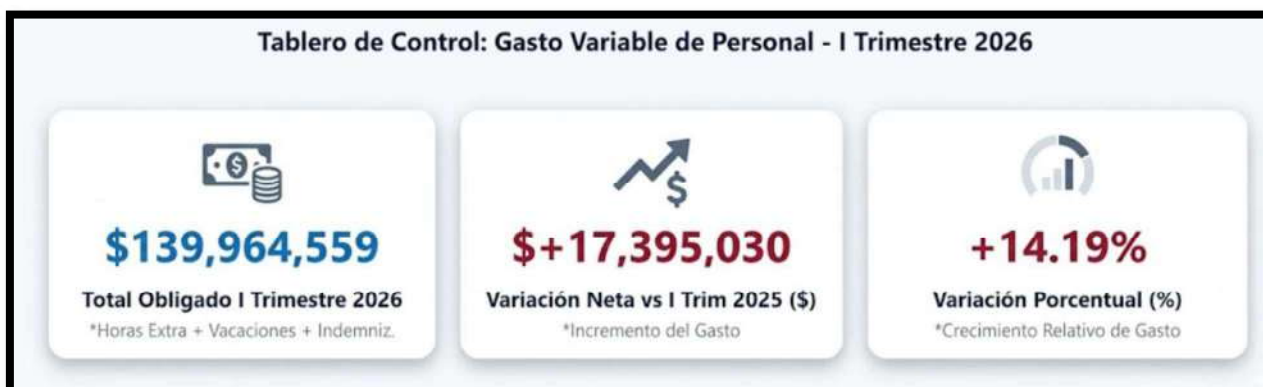 Tablero de Control: Gasto Variable de Personal - I Trimestre 2026
$139,964,559
Total Obligado I Trimestre 2026
*Horas Extra + Vacaciones + Indemniz.
$+17,395,030
Variación Neta vs I Trim 2025 ($)
*Incremento del Gasto
+14.19%
Variación Porcentual (%)
*Crecimiento Relativo de Gasto